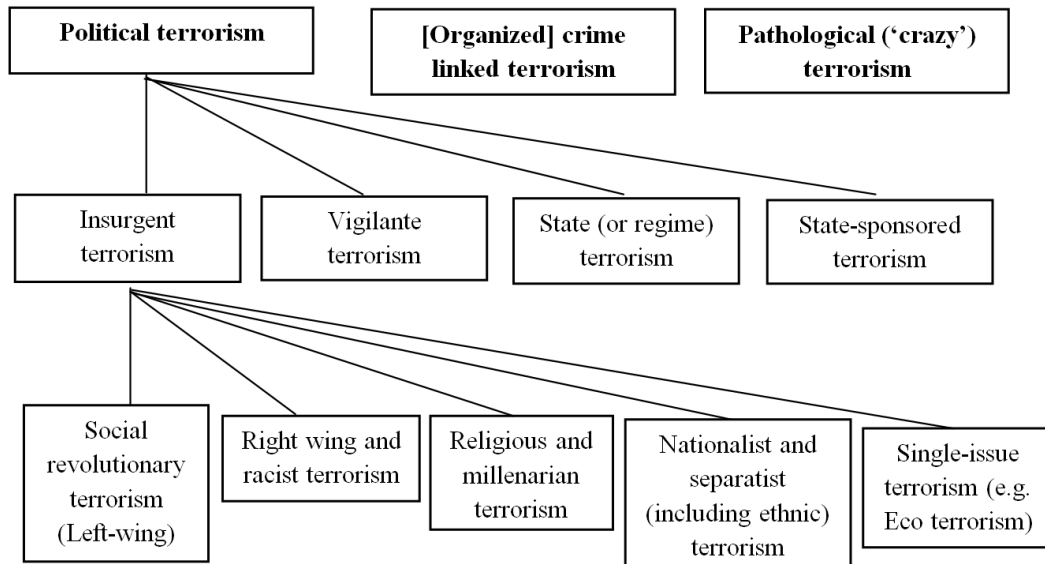 Political terrorism
[Organized] crime
linked terrorism
Pathological (‘crazy’)
terrorism
Insurgent
terrorism
Vigilante
terrorism
State (or regime)
terrorism
State-sponsored
terrorism
Social
revolutionary
terrorism
(Left-wing)
Right wing and
racist terrorism
Religious and
millenarian
terrorism
Nationalist and
separatist
(including ethnic)
terrorism
Single-issue
terrorism (e.g.
Eco terrorism)